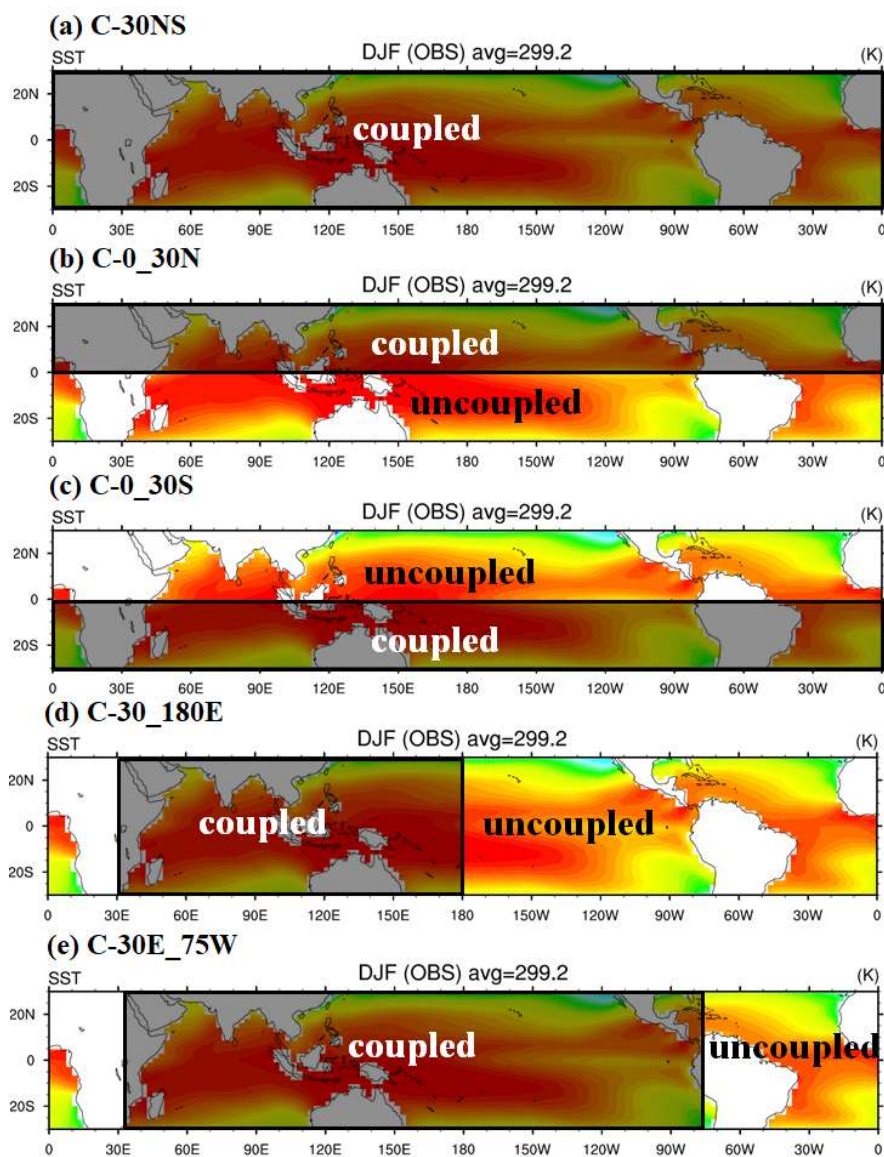 (a) C-30NS
SST DJF (OBS) avg=299.2 (K)
20N
coupled
0
20S
0 30E 60E 90E 120E 150E 180 150W 120W 90W 60W 30W 0
(b) C-0_30N
SST DJF (OBS) avg=299.2 (K)
20N
coupled
0
uncoupled
20S
0 30E 60E 90E 120E 150E 180 150W 120W 90W 60W 30W 0
(c) C-0_30S
SST DJF (OBS) avg=299.2 (K)
20N
uncoupled
0
coupled
20S
0 30E 60E 90E 120E 150E 180 150W 120W 90W 60W 30W 0
(d) C-30_180E
SST DJF (OBS) avg=299.2 (K)
20N
0 coupled uncoupled
20S
0 30E 60E 90E 120E 150E 180 150W 120W 90W 60W 30W 0
(e) C-30E_75W
SST DJF (OBS) avg=299.2 (K)
20N
0 coupled uncoupled
20S
0 30E 60E 90E 120E 150E 180 150W 120W 90W 60W 30W 0